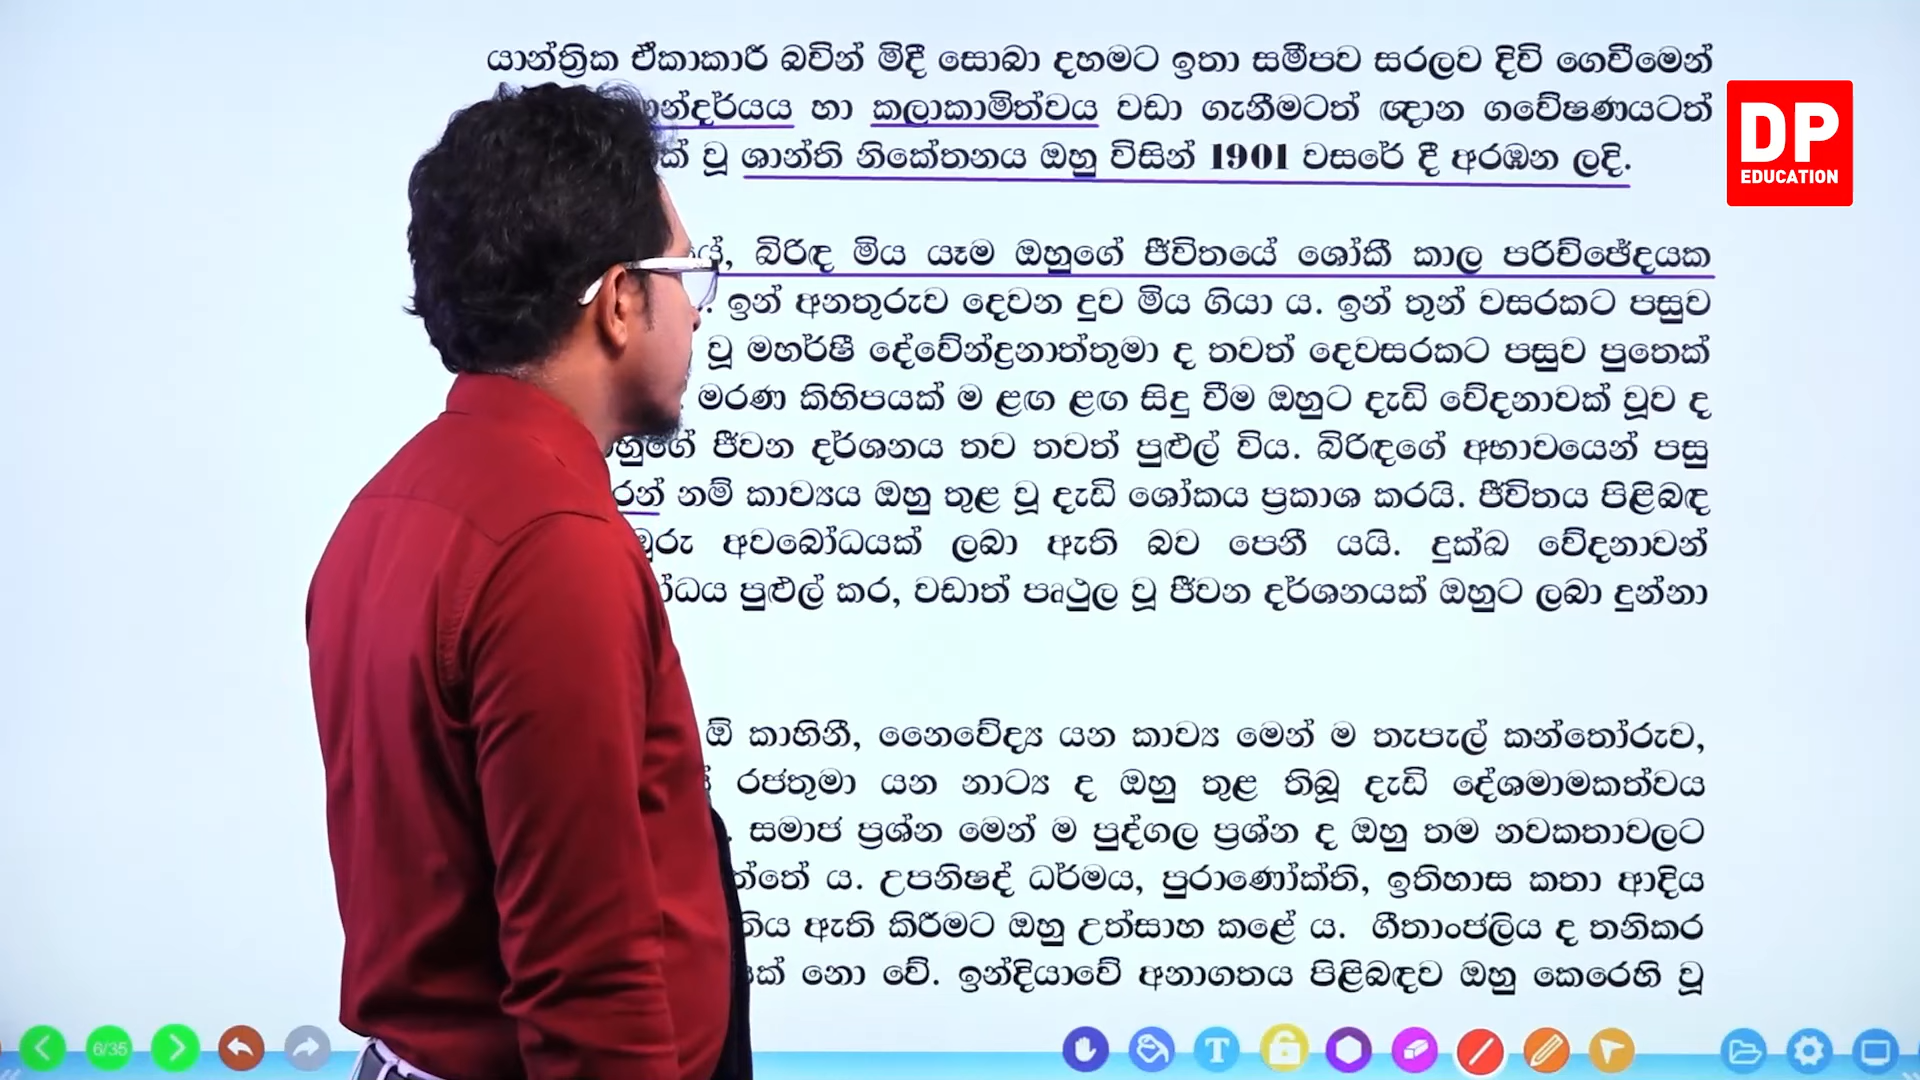 යාන්ත්‍රික ඒකාකාරී බවින් මිදී සොබා දහමට ඉතා සමීපව සරලව දිවි ගෙවීමෙන්
හා කලාකාමිත්වය වඩා ගැනීමටත් ඥාන ගවේෂණයටත්
වූ ශාන්ති නිකේතනය ඔහු විසින් 1901 වසරේ දී අරඹන ලදි.
බිරිඳ මිය යෑම ඔහුගේ ජීවිතයේ ශෝකී කාල පරිච්ඡේදයක
ඉන් අනතුරුව දෙවන දුව මිය ගියා ය. ඉන් තුන් වසරකට පසුව
වූ මහර්ෂී දේවේන්ද්‍රනාත්තුමා ද තවත් දෙවසරකට පසුව පුතෙක්
මරණ කිහිපයක් ම ළඟ ළඟ සිදු වීම ඔහුට දැඩි වේදනාවක් වූව ද
ජීවන දර්ශනය තව තවත් පුළුල් විය. බිරිඳගේ අභාවයෙන් පසු
නම් කාව්‍යය ඔහු තුළ වූ දැඩි ශෝකය ප්‍රකාශ කරයි. ජීවිතය පිළිබඳ
අවබෝධයක් ලබා ඇති බව පෙනී යයි. දුක්ඛ වේදනාවන්
පුළුල් කර, වඩාත් පෘථුල වූ ජීවන දර්ශනයක් ඔහුට ලබා දුන්නා
ඕ කාහිනී, නෛවේද්‍ය යන කාව්‍ය මෙන් ම තැපැල් කන්තෝරුව,
රජතුමා යන නාට්‍ය ද ඔහු තුළ තිබූ දැඩි දේශමාමකත්වය
සමාජ ප්‍රශ්න මෙන් ම පුද්ගල ප්‍රශ්න ද ඔහු තම නවකතාවලට
ය. උපනිෂද් ධර්මය, පුරාණෝක්ති, ඉතිහාස කතා ආදිය
ඇති කිරීමට ඔහු උත්සාහ කළේ ය. ගීතාංජලිය ද තනිකර
නො වේ. ඉන්දියාවේ අනාගතය පිළිබඳව ඔහු කෙරෙහි වූ
DP
EDUCATION
6/35